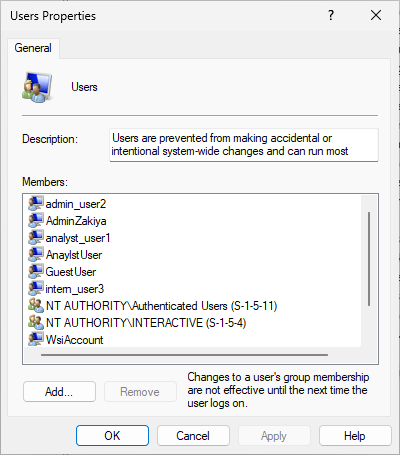 Users Properties
General
Users
Description:
Users are prevented from making accidental or
intentional system-wide changes and can run most
Members:
admin_user2
AdminZakiya
analyst_user1
AnaylstUser
GuestUser
intern_user3
NT AUTHORITY\Authenticated Users (S-1-5-11)
NT AUTHORITY\INTERACTIVE (S-1-5-4)
WsiAccount
Add...
Remove
Changes to a user's group membership
are not effective until the next time the
user logs on.
OK
Cancel
Apply
Help